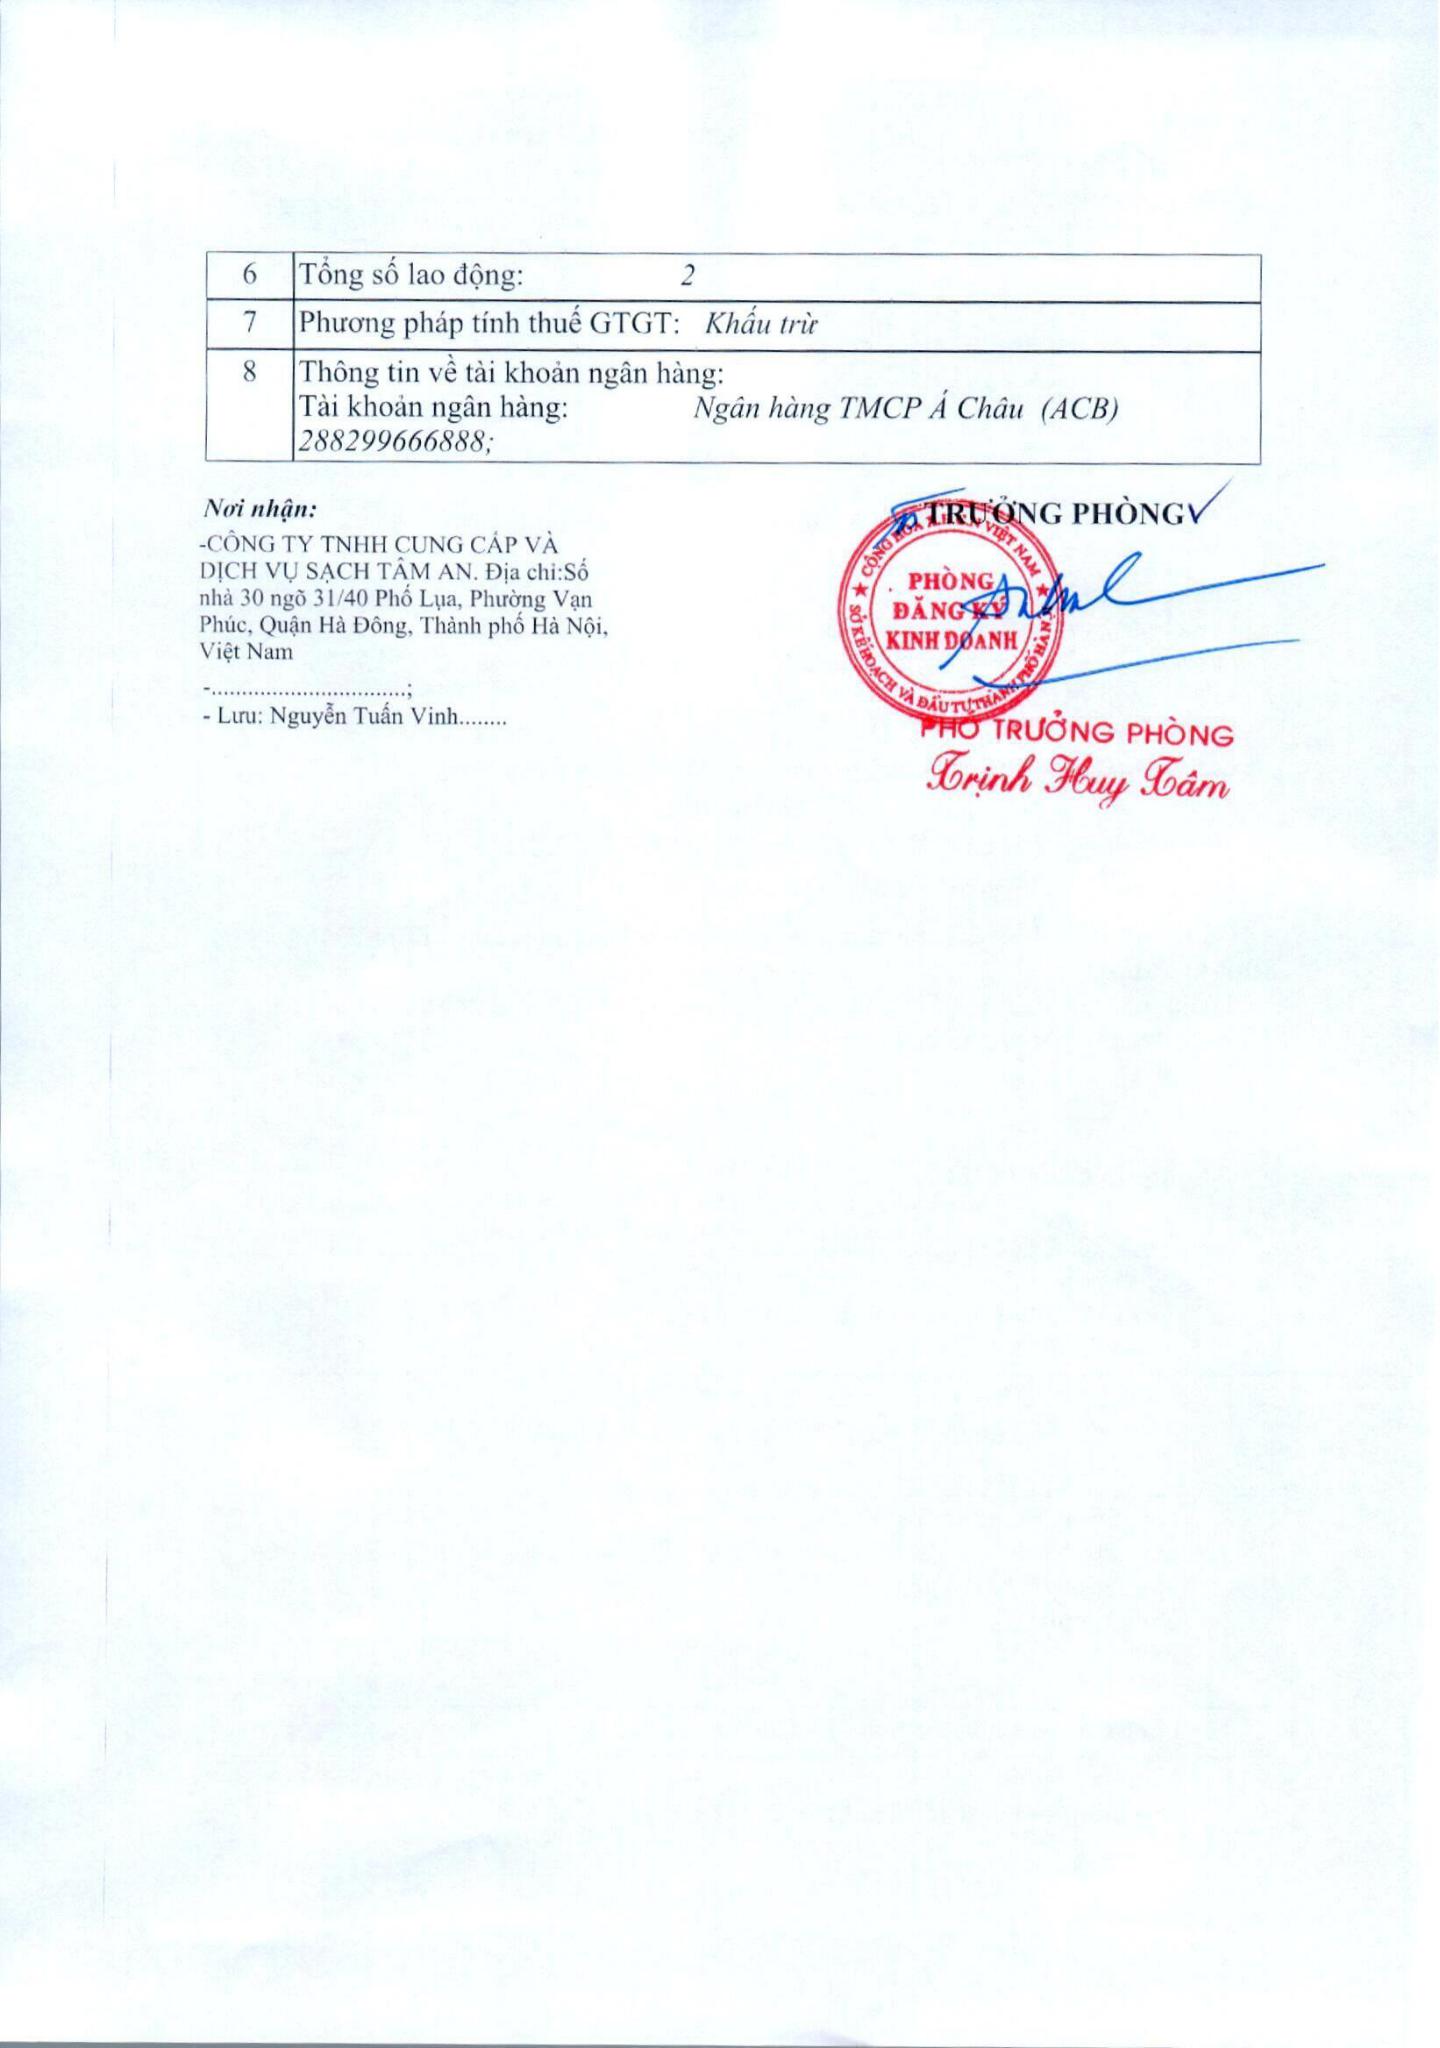 6 Tổng số lao động: 2
7 Phương pháp tính thuế GTGT: Khấu trừ
8 Thông tin về tài khoản ngân hàng:
Tài khoản ngân hàng: Ngân hàng TMCP Á Châu (ACB)
288299666888;
Nơi nhận:
-CÔNG TY TNHH CUNG CẤP VÀ
DỊCH VỤ SẠCH TÂM AN. Địa chỉ:Số
nhà 30 ngõ 31/40 Phố Lụa, Phường Vạn
Phúc, Quận Hà Đông, Thành phố Hà Nội,
Việt Nam
-................................;
- Lưu: Nguyễn Tuấn Vinh........
TRƯỞNG PHÒNG
PHÒNG
ĐĂNG KÝ
KINH DOANH
SỞ KẾ HOẠCH VÀ ĐẦU TƯ THÀNH PHỐ HÀ NỘI
PHÓ TRƯỞNG PHÒNG
Trịnh Huy Tâm